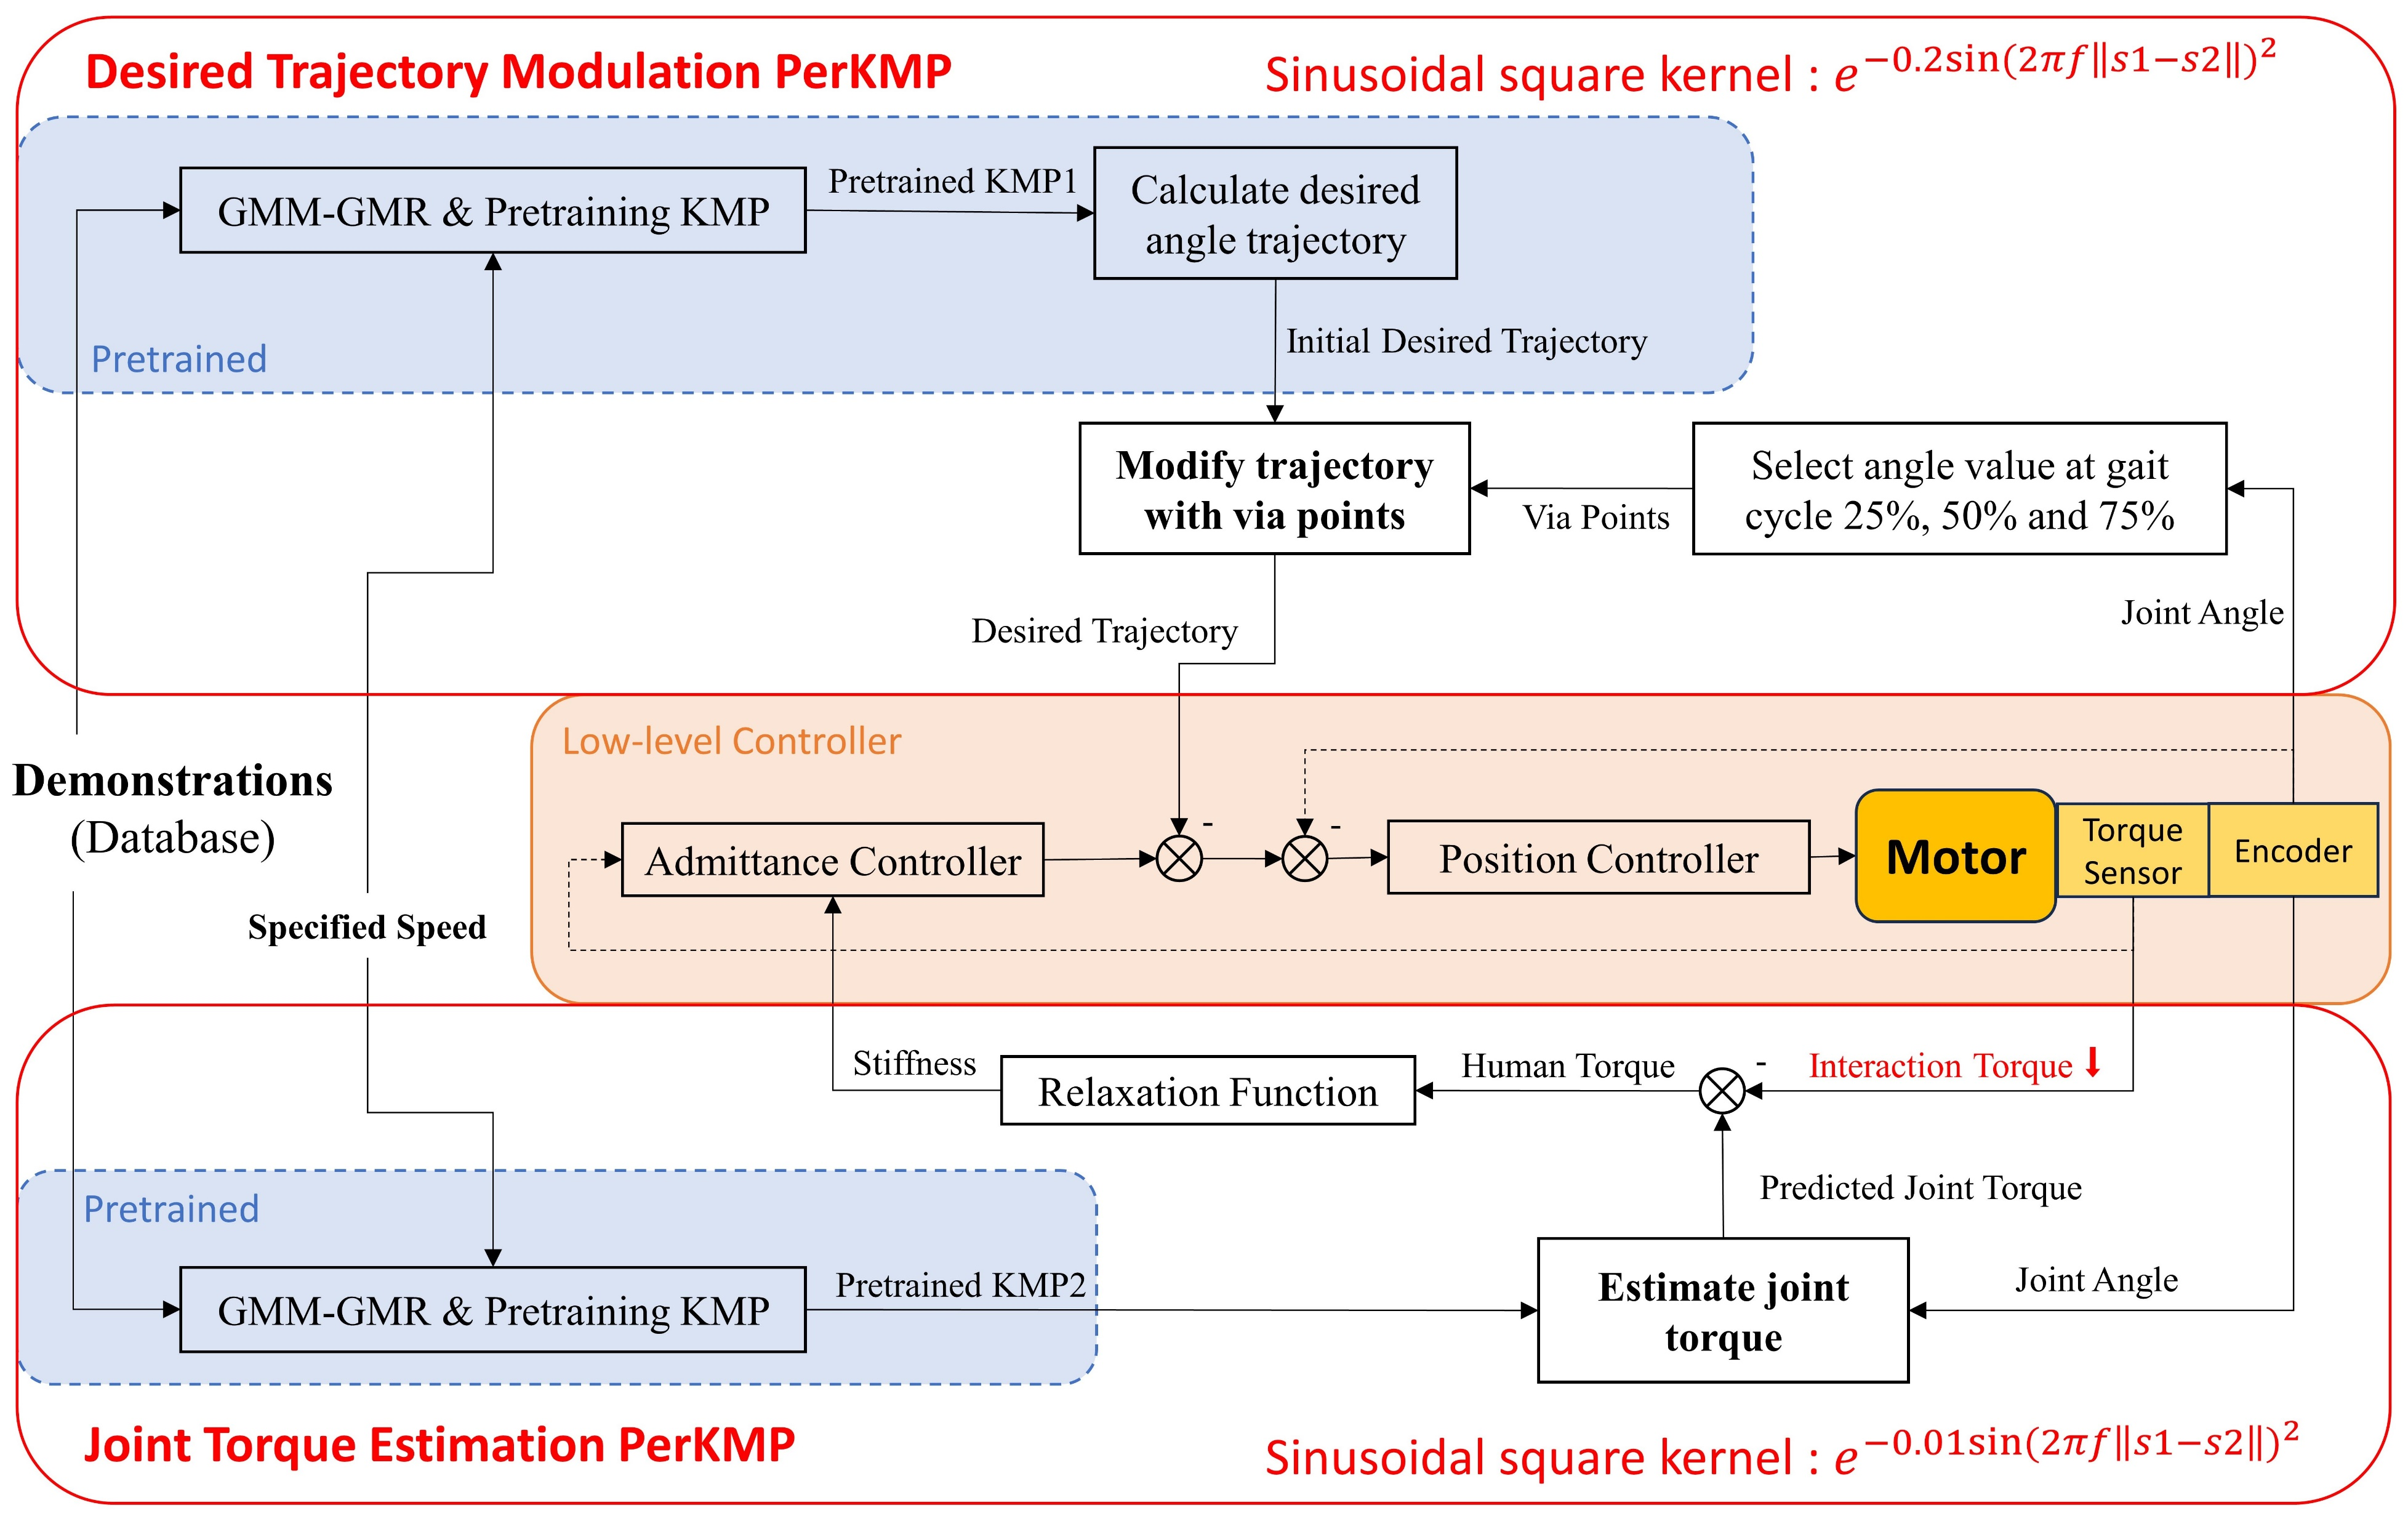 Desired Trajectory Modulation PerKMP
Sinusoidal square kernel : e^{-0.2sin(2πf‖s1-s2‖)^2}
GMM-GMR & Pretraining KMP
Pretrained KMP1
Calculate desired
angle trajectory
Pretrained
Initial Desired Trajectory
Modify trajectory
with via points
Via Points
Select angle value at gait
cycle 25%, 50% and 75%
Desired Trajectory
Joint Angle
Demonstrations
(Database)
Specified Speed
Low-level Controller
Admittance Controller
-
-
Position Controller
Motor
Torque
Sensor
Encoder
Stiffness
Relaxation Function
Human Torque
-
Interaction Torque ⬇
Predicted Joint Torque
Pretrained
GMM-GMR & Pretraining KMP
Pretrained KMP2
Estimate joint
torque
Joint Angle
Joint Torque Estimation PerKMP
Sinusoidal square kernel : e^{-0.01sin(2πf‖s1-s2‖)^2}